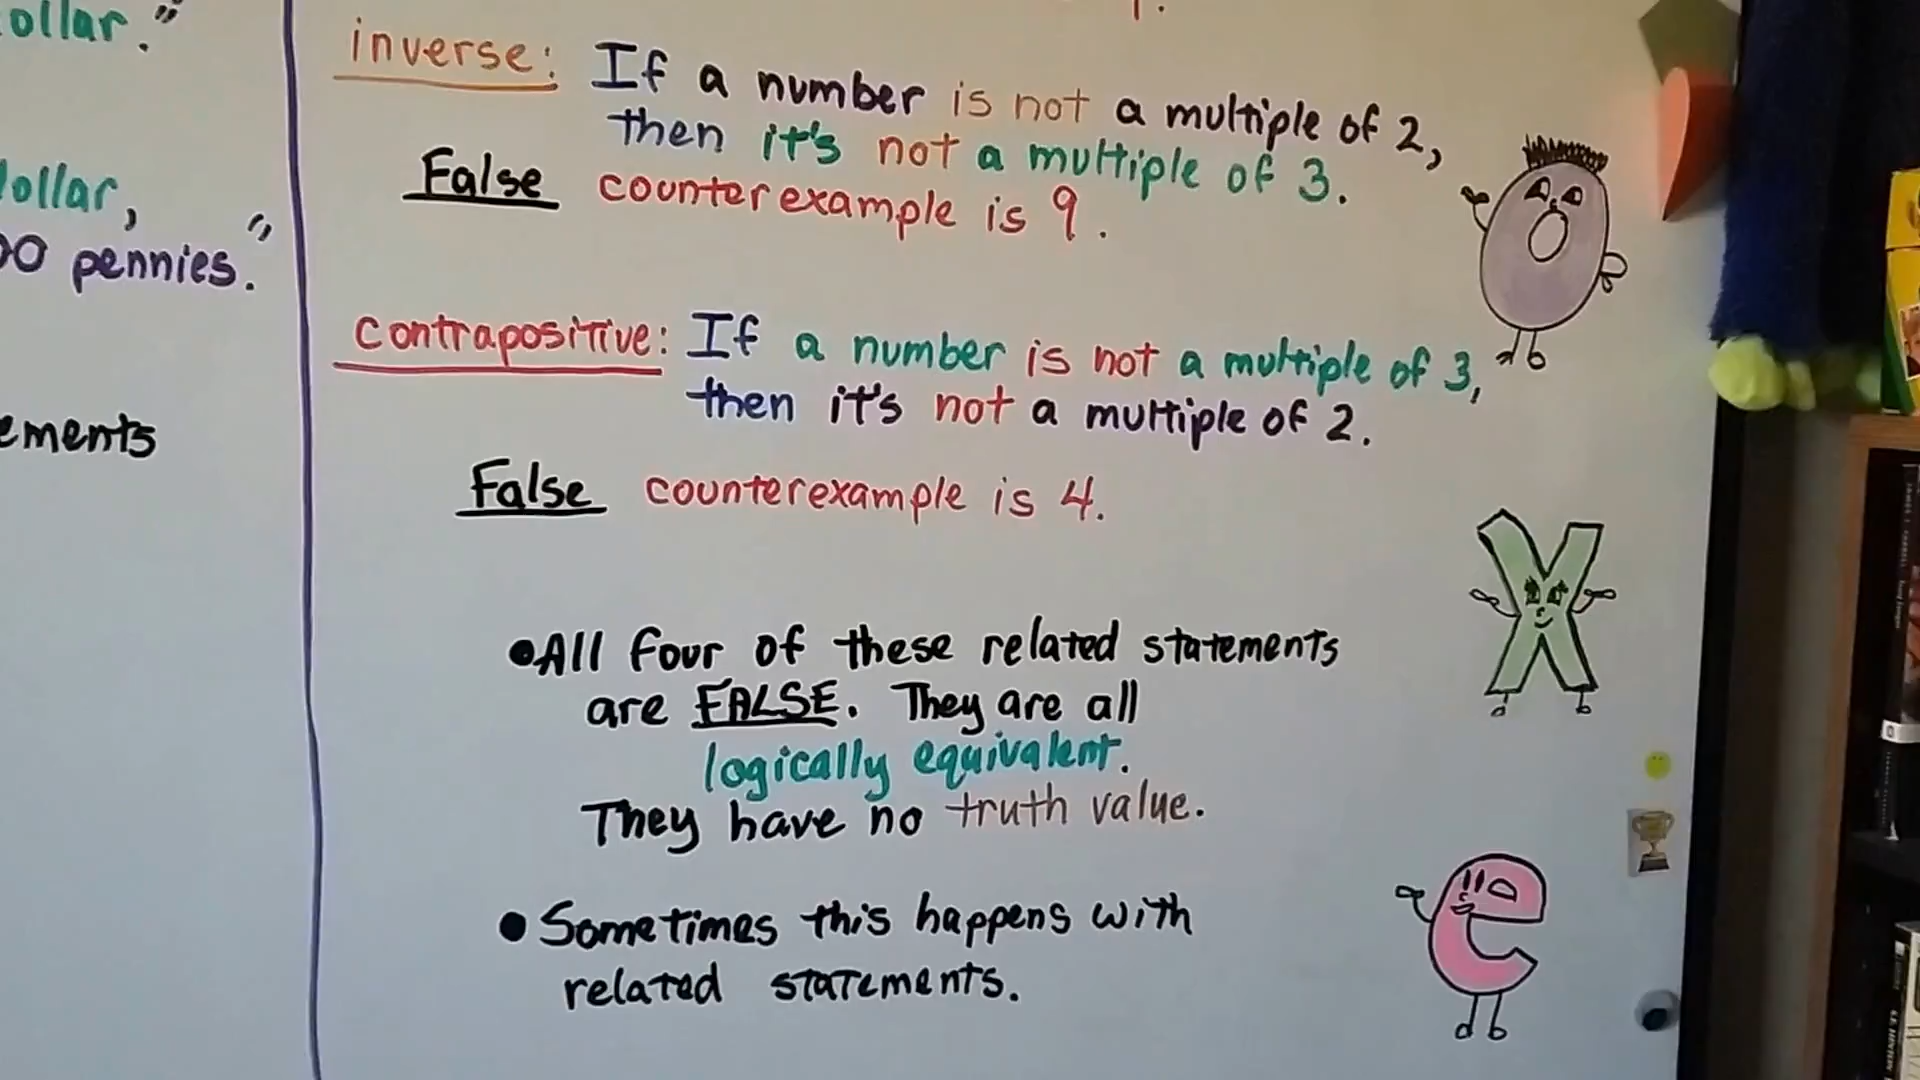 ollar."
ollar,
00 pennies."
ements
inverse: If a number is not a multiple of 2,
then it's not a multiple of 3.
False counterexample is 9.
contrapositive: If a number is not a multiple of 3,
then it's not a multiple of 2.
False counterexample is 4.
•All four of these related statements
are FALSE. They are all
logically equivalent.
They have no truth value.
• Sometimes this happens with
related statements.